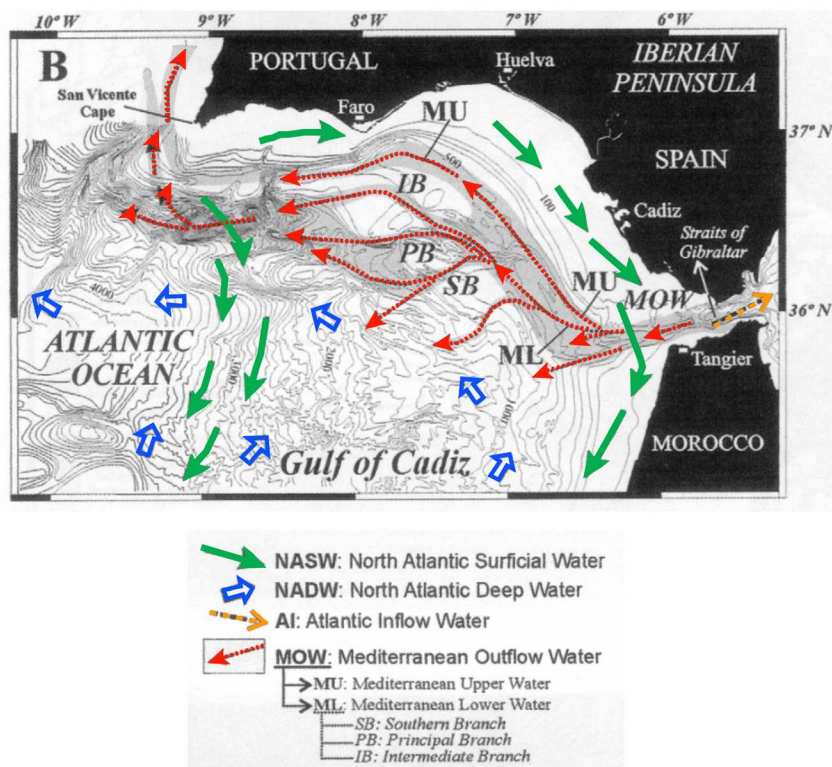 10°W 9°W 8°W 7°W 6°W
B
PORTUGAL
Huelva
IBERIAN
PENINSULA
San Vicente
Cape
Faro
MU
37°N
500
SPAIN
IB
100
Cadiz
PB
Straits of
Gibraltar
SB
MU
MOW
4000
36°N
ATLANTIC
OCEAN
ML
Tangier
3000
2000
1000
Gulf of Cadiz
MOROCCO
NASW: North Atlantic Surficial Water
NADW: North Atlantic Deep Water
AI: Atlantic Inflow Water
MOW: Mediterranean Outflow Water
MU: Mediterranean Upper Water
ML: Mediterranean Lower Water
SB: Southern Branch
PB: Principal Branch
IB: Intermediate Branch